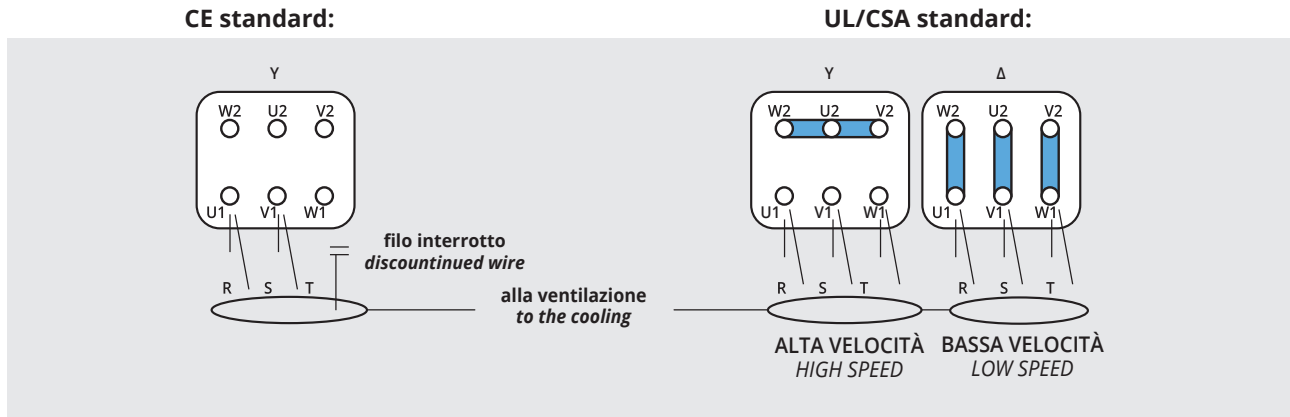 CE standard:
UL/CSA standard:
Y
W2 U2 V2
U1 V1 W1
filo interrotto
discountinued wire
R S T
Y
W2 U2 V2
U1 V1 W1
R S T
Δ
W2 U2 V2
U1 V1 W1
R S T
alla ventilazione
to the cooling
ALTA VELOCITÀ
HIGH SPEED
BASSA VELOCITÀ
LOW SPEED